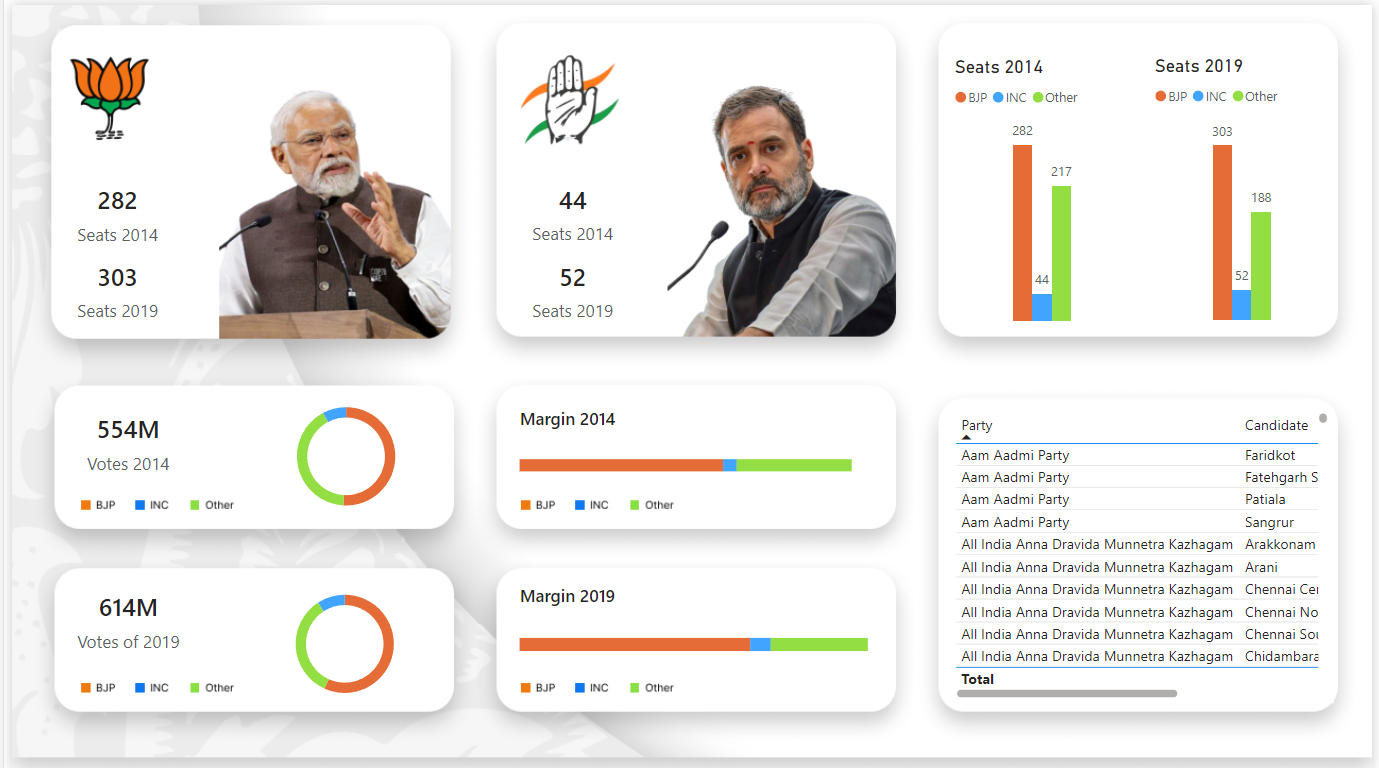 282
Seats 2014
303
Seats 2019
44
Seats 2014
52
Seats 2019
Seats 2014
BJP INC Other
282
217
44
Seats 2019
BJP INC Other
303
188
52
554M
Votes 2014
BJP INC Other
Margin 2014
BJP INC Other
614M
Votes of 2019
BJP INC Other
Margin 2019
BJP INC Other
Party Candidate
Aam Aadmi Party Faridkot
Aam Aadmi Party Fatehgarh S
Aam Aadmi Party Patiala
Aam Aadmi Party Sangrur
All India Anna Dravida Munnetra Kazhagam Arakkonam
All India Anna Dravida Munnetra Kazhagam Arani
All India Anna Dravida Munnetra Kazhagam Chennai Cer
All India Anna Dravida Munnetra Kazhagam Chennai No
All India Anna Dravida Munnetra Kazhagam Chennai Sou
All India Anna Dravida Munnetra Kazhagam Chidambara
Total